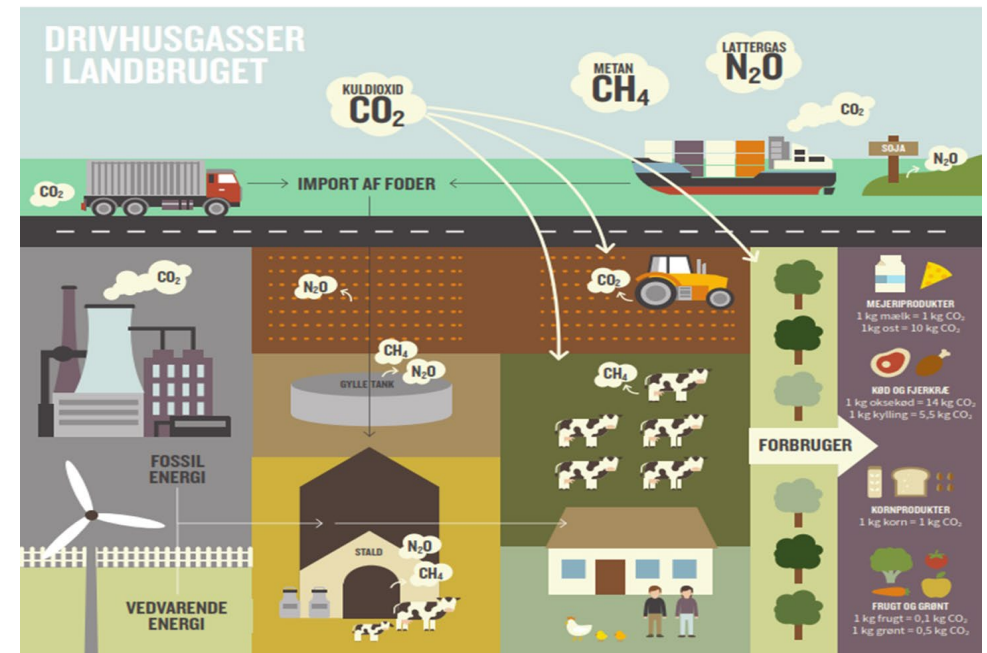 DRIVHUSGASSER
I LANDBRUGET
KULDIOXID
CO₂
METAN
CH₄
LATTERGAS
N₂O
CO₂
SOJA
N₂O
CO₂
IMPORT AF FODER
CO₂
N₂O
CO₂
CH₄
N₂O
GYLLETANK
CH₄
FOSSIL
ENERGI
VEDVARENDE
ENERGI
STALD
N₂O
CH₄
FORBRUGER
MEJERIPRODUKTER
1 kg mælk = 1 kg CO₂
1kg ost = 10 kg CO₂
KØD OG FJERKRÆ
1 kg oksekød = 14 kg CO₂
1 kg kylling = 5,5 kg CO₂
KORNPRODUKTER
1 kg korn = 1 kg CO₂
FRUGT OG GRØNT
1 kg frugt = 0,1 kg CO₂
1 kg grønt = 0,5 kg CO₂